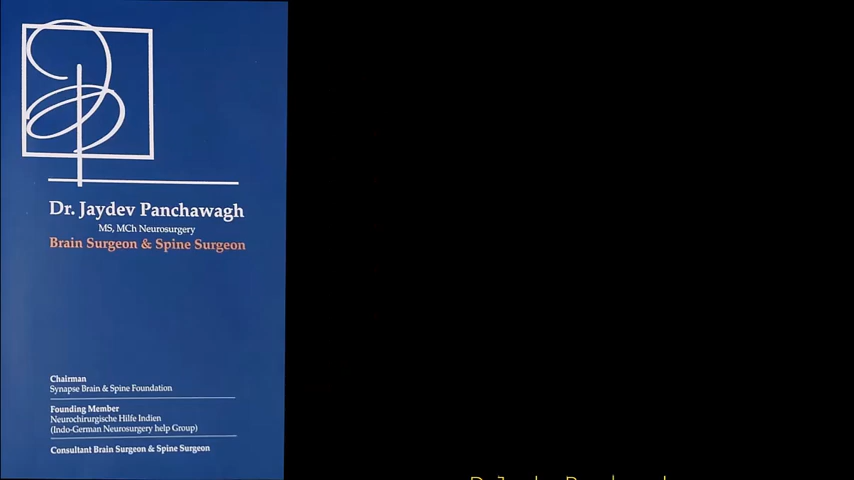 Dr. Jaydev Panchawagh
MS, MCh Neurosurgery
Brain Surgeon & Spine Surgeon
Chairman
Synapse Brain & Spine Foundation
Founding Member
Neurochirurgische Hilfe Indien
(Indo-German Neurosurgery help Group)
Consultant Brain Surgeon & Spine Surgeon